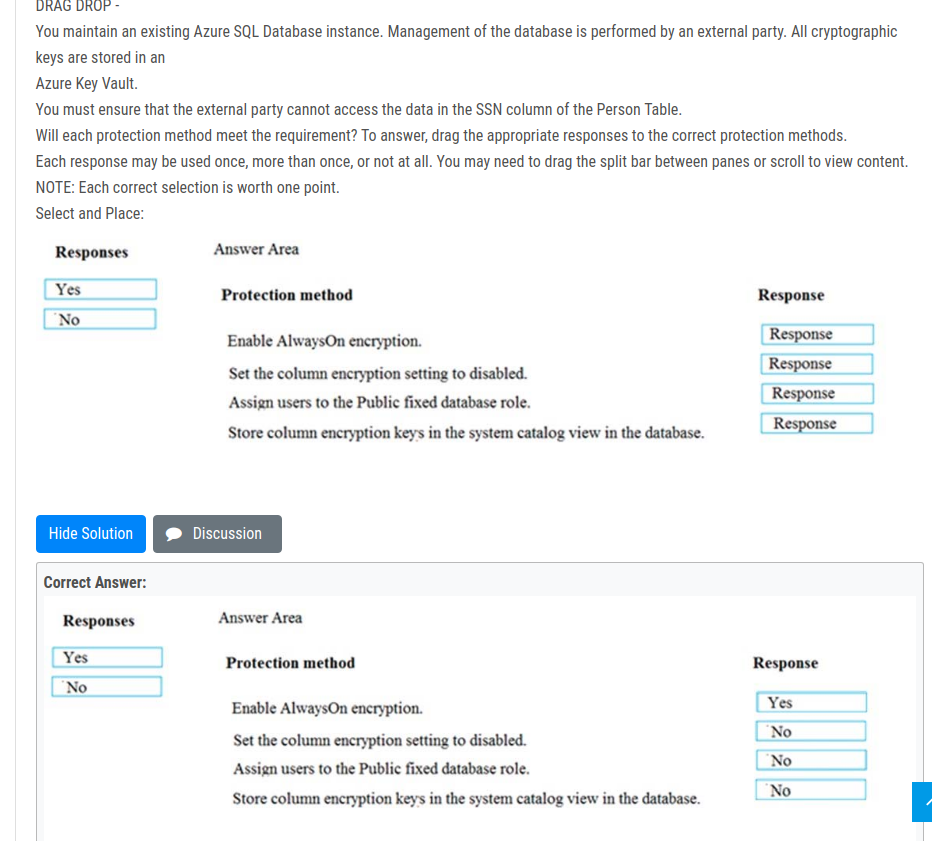 DRAG DROP -
You maintain an existing Azure SQL Database instance. Management of the database is performed by an external party. All cryptographic
keys are stored in an
Azure Key Vault.
You must ensure that the external party cannot access the data in the SSN column of the Person Table.
Will each protection method meet the requirement? To answer, drag the appropriate responses to the correct protection methods.
Each response may be used once, more than once, or not at all. You may need to drag the split bar between panes or scroll to view content.
NOTE: Each correct selection is worth one point.
Select and Place:
Responses
Answer Area
Yes
No
Protection method
Response
Enable AlwaysOn encryption.
Response
Set the column encryption setting to disabled.
Response
Assign users to the Public fixed database role.
Response
Store column encryption keys in the system catalog view in the database.
Response
Hide Solution
Discussion
Correct Answer:
Responses
Answer Area
Yes
No
Protection method
Response
Enable AlwaysOn encryption.
Yes
Set the column encryption setting to disabled.
No
Assign users to the Public fixed database role.
No
Store column encryption keys in the system catalog view in the database.
No